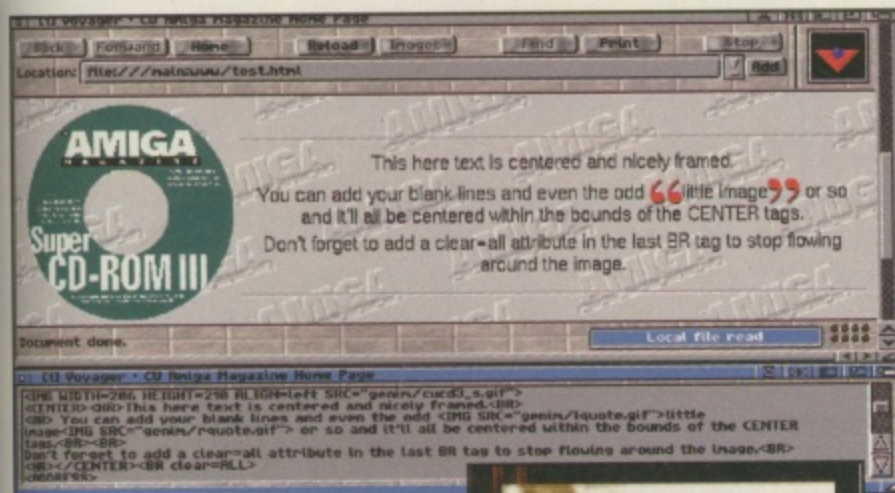 (1) Voyager · CU Amiga Magazine Home Page
Back Forward Home Reload Images Find Print Stop
Location: file:///main:www/test.html Add
AMIGA
MAGAZINE
Super
CD-ROM III
This here text is centered and nicely framed.
You can add your blank lines and even the odd “little image” or so
and it'll all be centered within the bounds of the CENTER tags.
Don't forget to add a clear=all attribute in the last BR tag to stop flowing
around the image.
Document done. Local file read
(1) Voyager · CU Amiga Magazine Home Page
<IMG WIDTH=206 HEIGHT=210 ALIGN=left SRC="genim/cucd3_s.gif">
<CENTER><HR>This here text is centered and nicely framed.<BR>
<BR> You can add your blank lines and even the odd <IMG SRC="genim/lquote.gif">little
image<IMG SRC="genim/rquote.gif"> or so and it'll all be centered within the bounds of the CENTER
tags.<BR><BR>
Don't forget to add a clear=all attribute in the last BR tag to stop flowing around the image.<BR>
<HR></CENTER><BR clear=ALL>
<ADDRESS>